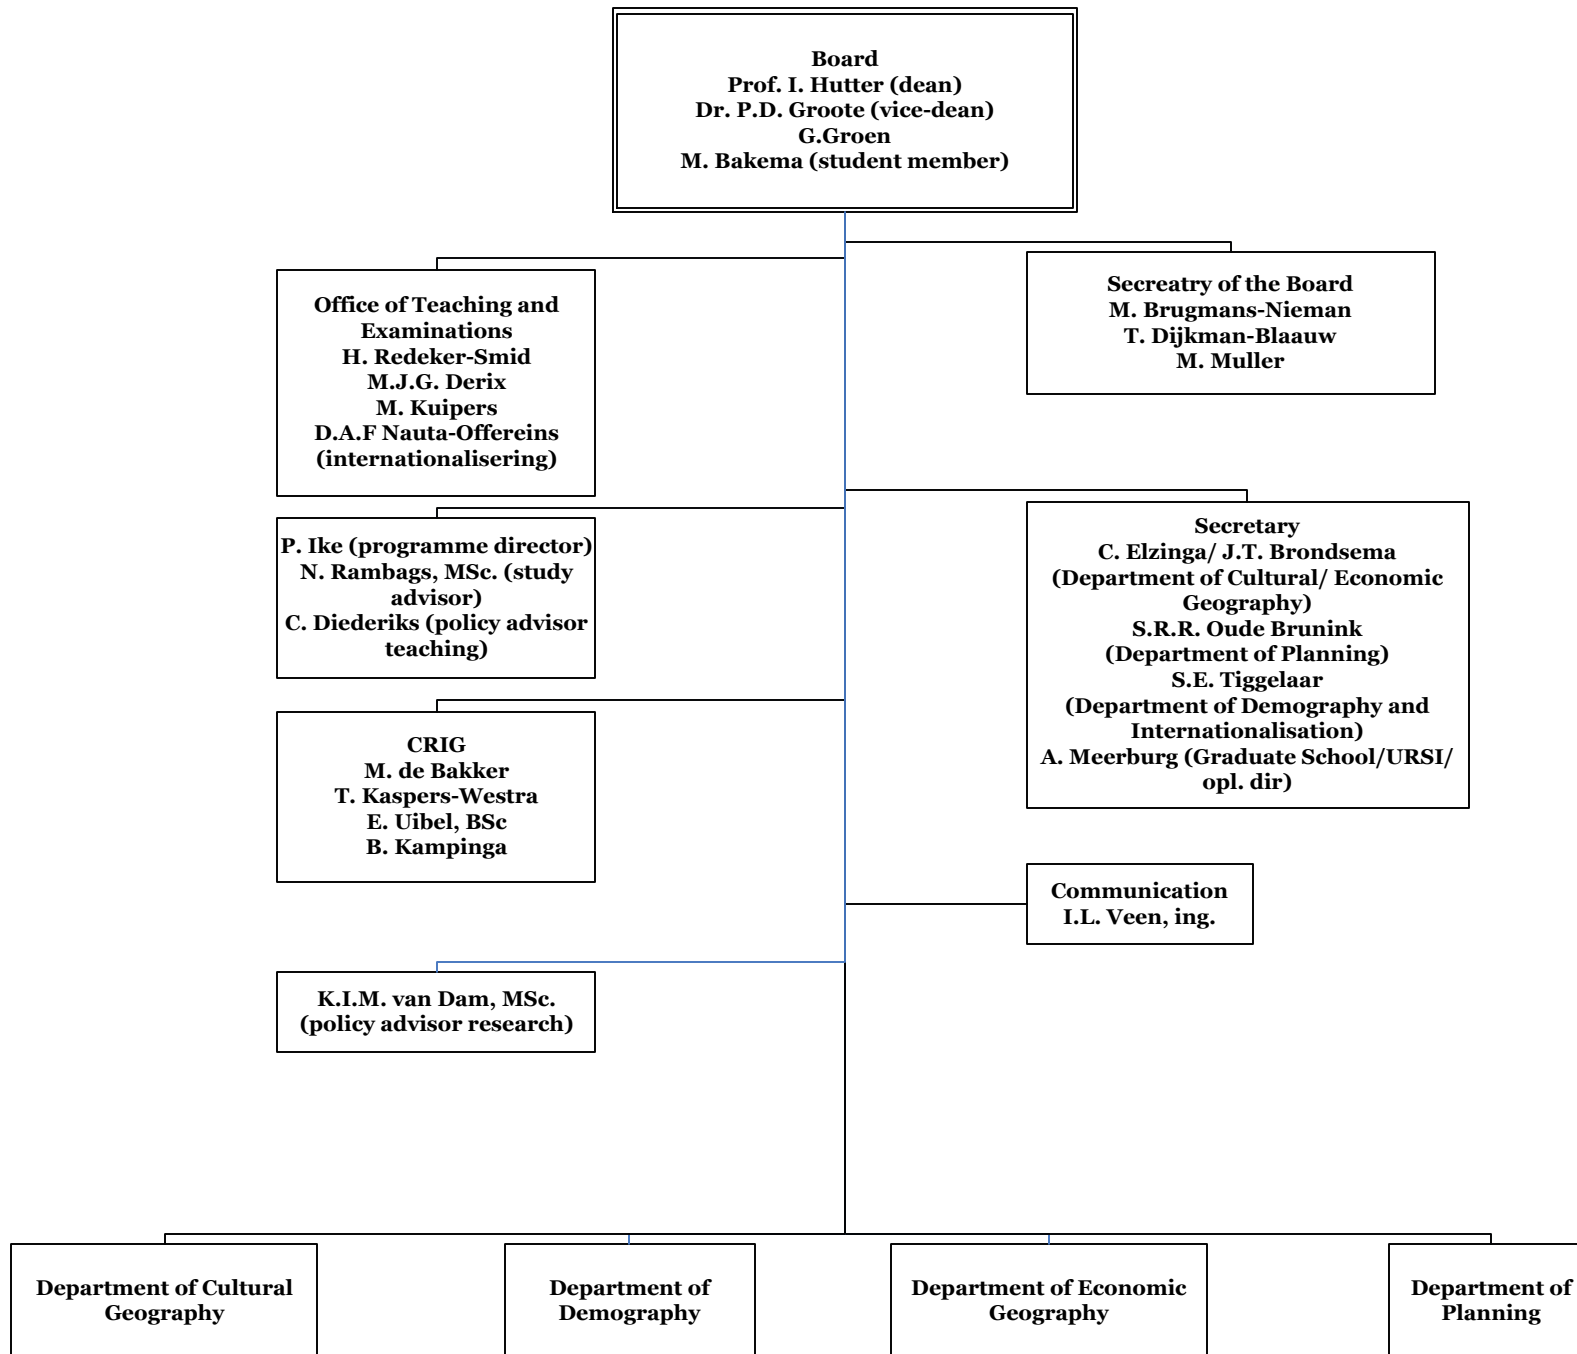 Board
Prof. I. Hutter (dean)
Dr. P.D. Groote (vice-dean)
G.Groen
M. Bakema (student member)
Office of Teaching and
Examinations
H. Redeker-Smid
M.J.G. Derix
M. Kuipers
D.A.F Nauta-Offereins
(internationalisering)
Secreatry of the Board
M. Brugmans-Nieman
T. Dijkman-Blaauw
M. Muller
P. Ike (programme director)
N. Rambags, MSc. (study
advisor)
C. Diederiks (policy advisor
teaching)
Secretary
C. Elzinga/ J.T. Brondsema
(Department of Cultural/ Economic
Geography)
S.R.R. Oude Brunink
(Department of Planning)
S.E. Tiggelaar
(Department of Demography and
Internationalisation)
A. Meerburg (Graduate School/URSI/
opl. dir)
CRIG
M. de Bakker
T. Kaspers-Westra
E. Uibel, BSc
B. Kampinga
Communication
I.L. Veen, ing.
K.I.M. van Dam, MSc.
(policy advisor research)
Department of Cultural
Geography
Department of
Demography
Department of Economic
Geography
Department of
Planning